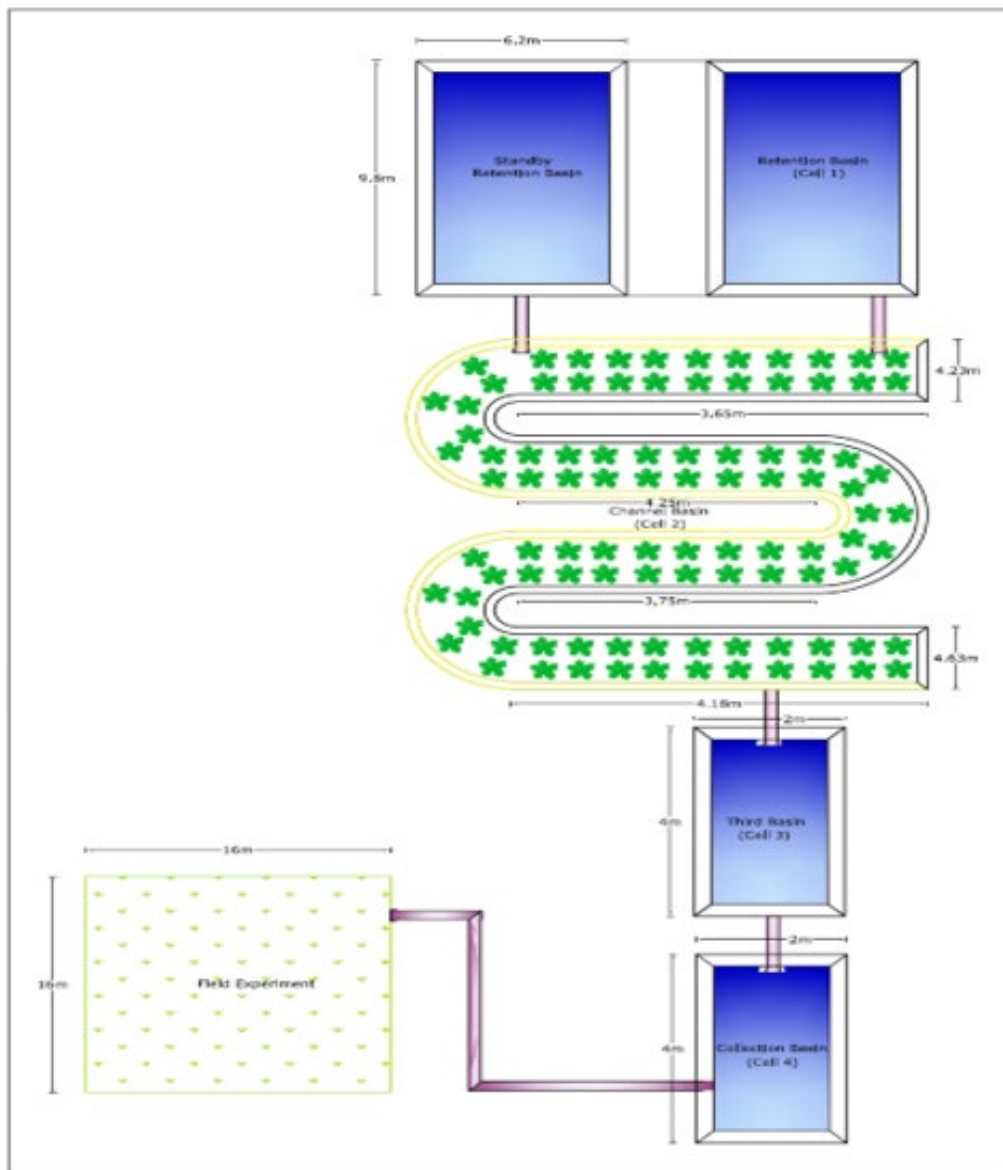 6.2m
9.8m
Standby
Retention Basin
Retention Basin
(Cell 1)
4.23m
3.65m
4.25m
Channel Basin
(Cell 2)
3.75m
4.63m
4.18m
2m
4m
Third Basin
(Cell 3)
16m
2m
16m
Field Experiment
4m
Collection Basin
(Cell 4)